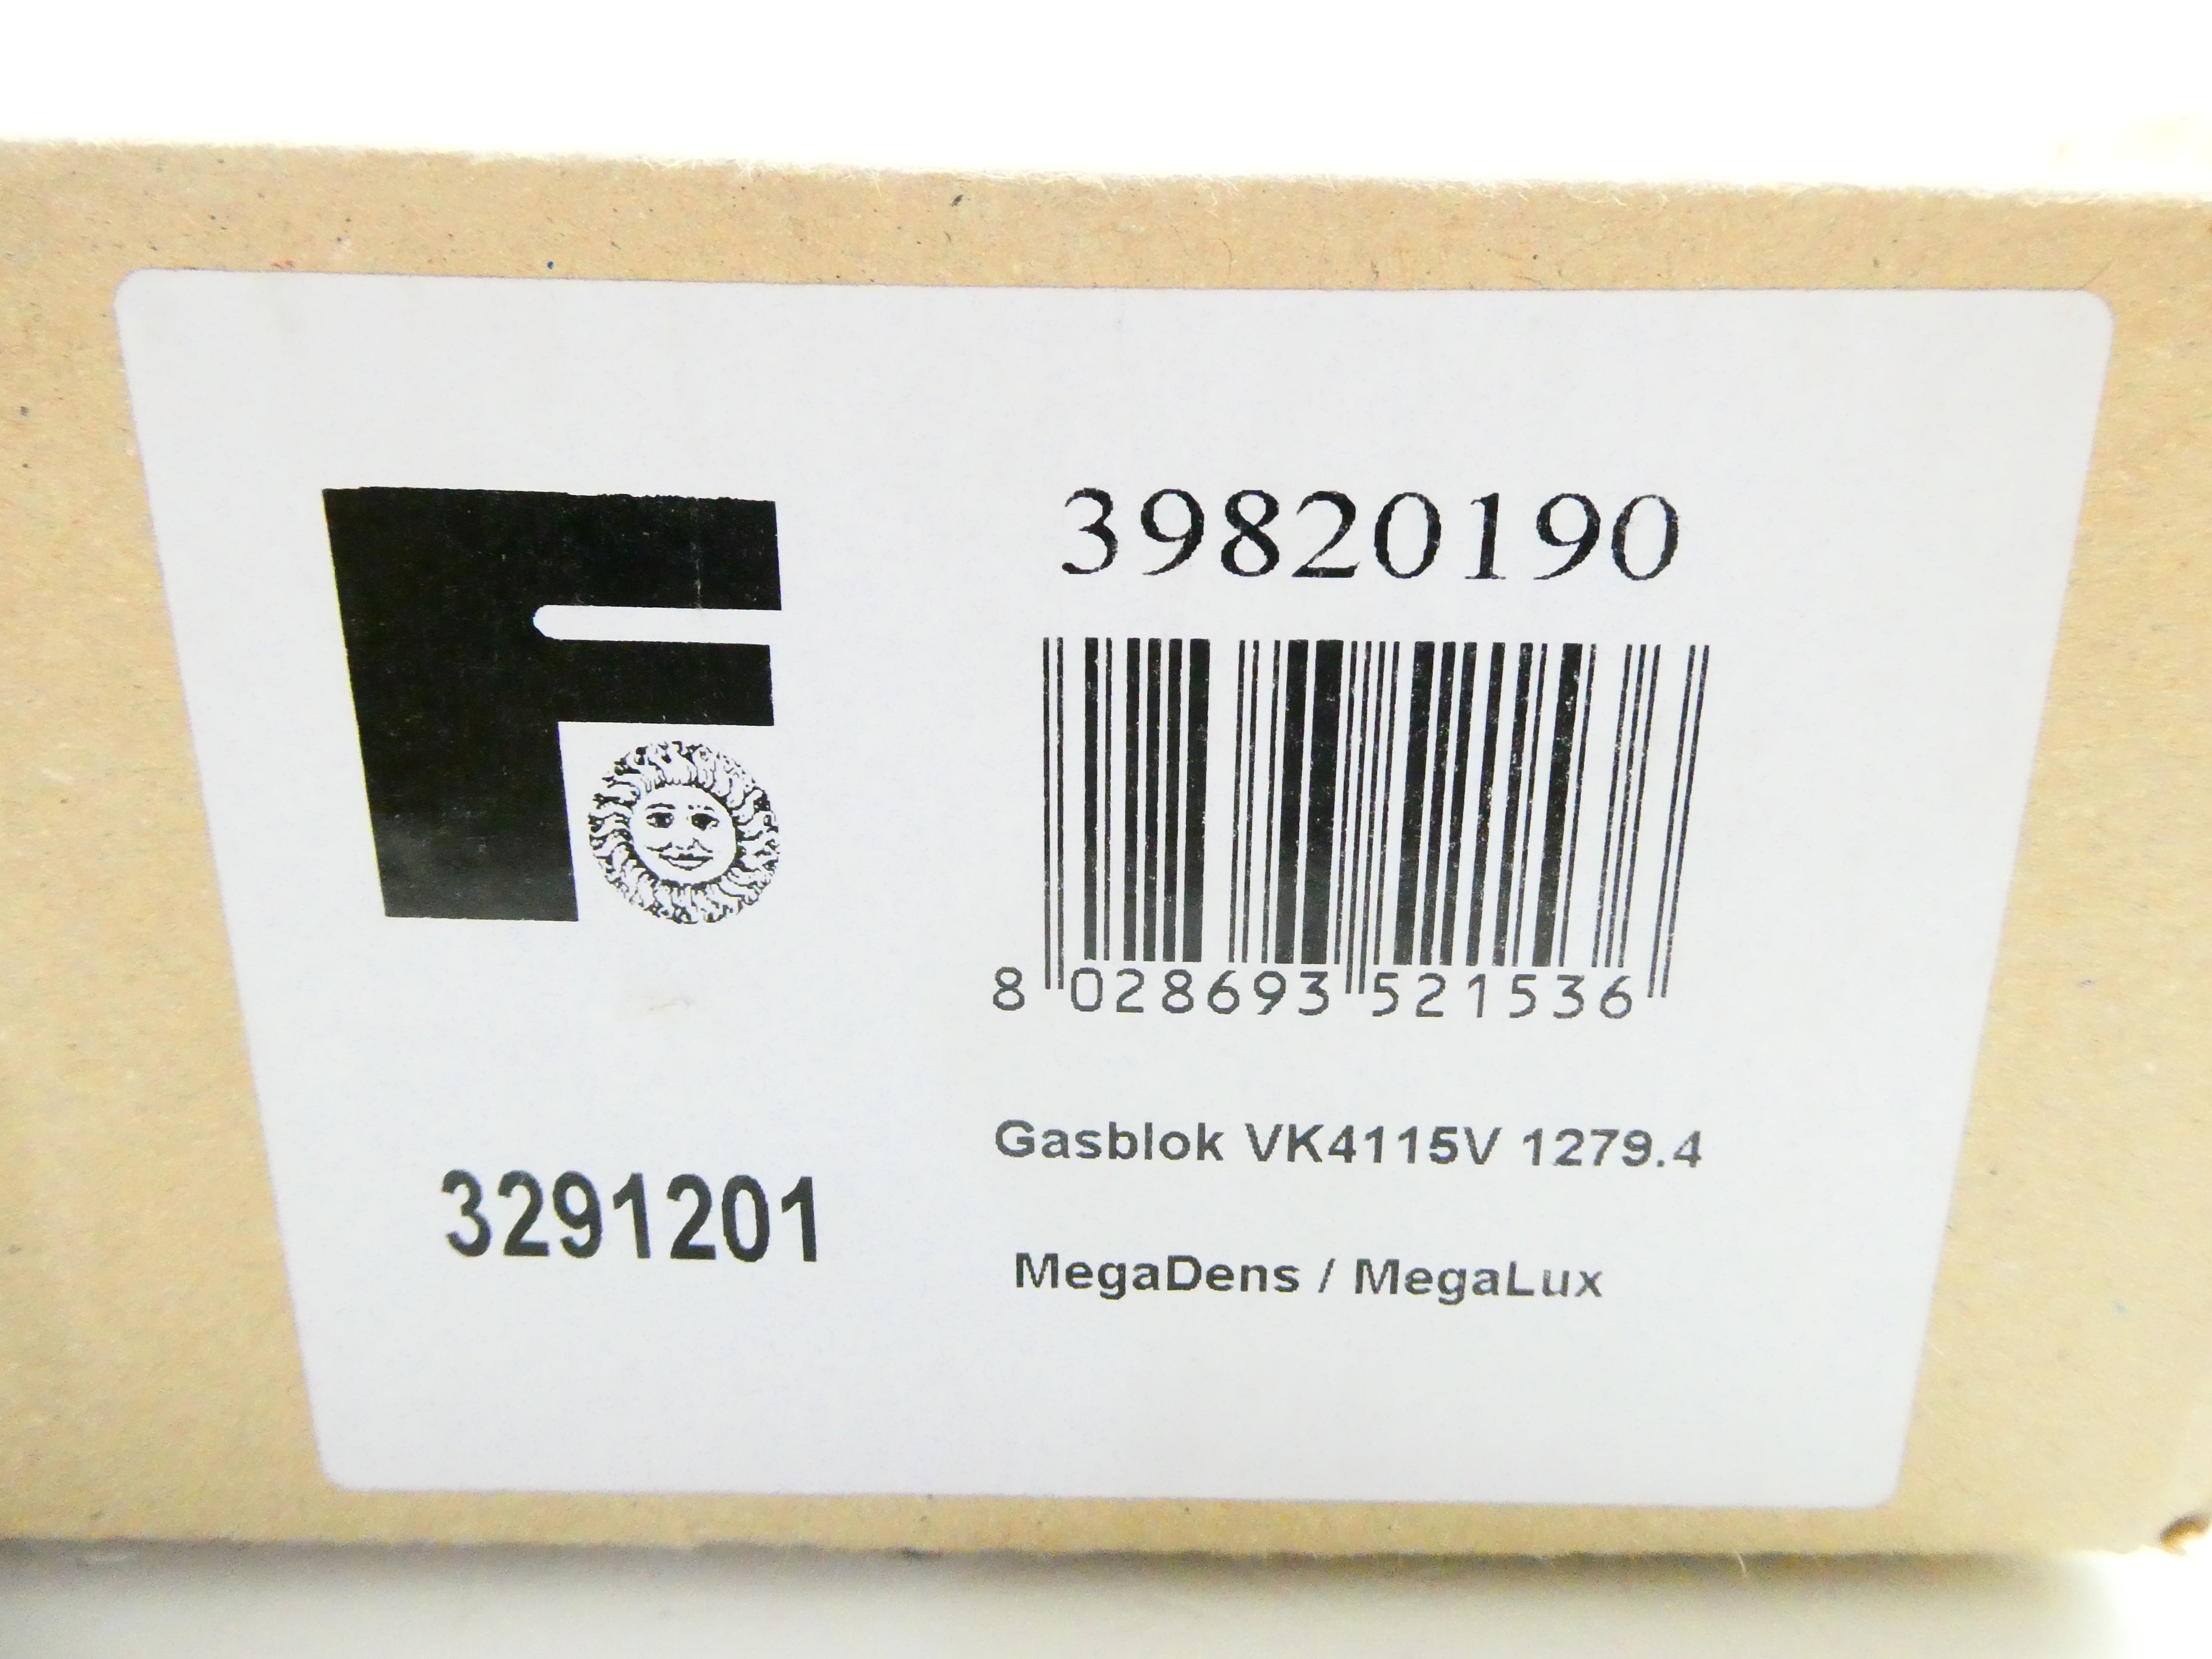 F
39820190
8 028693 521536
Gasblok VK4115V 1279.4
3291201
MegaDens / MegaLux